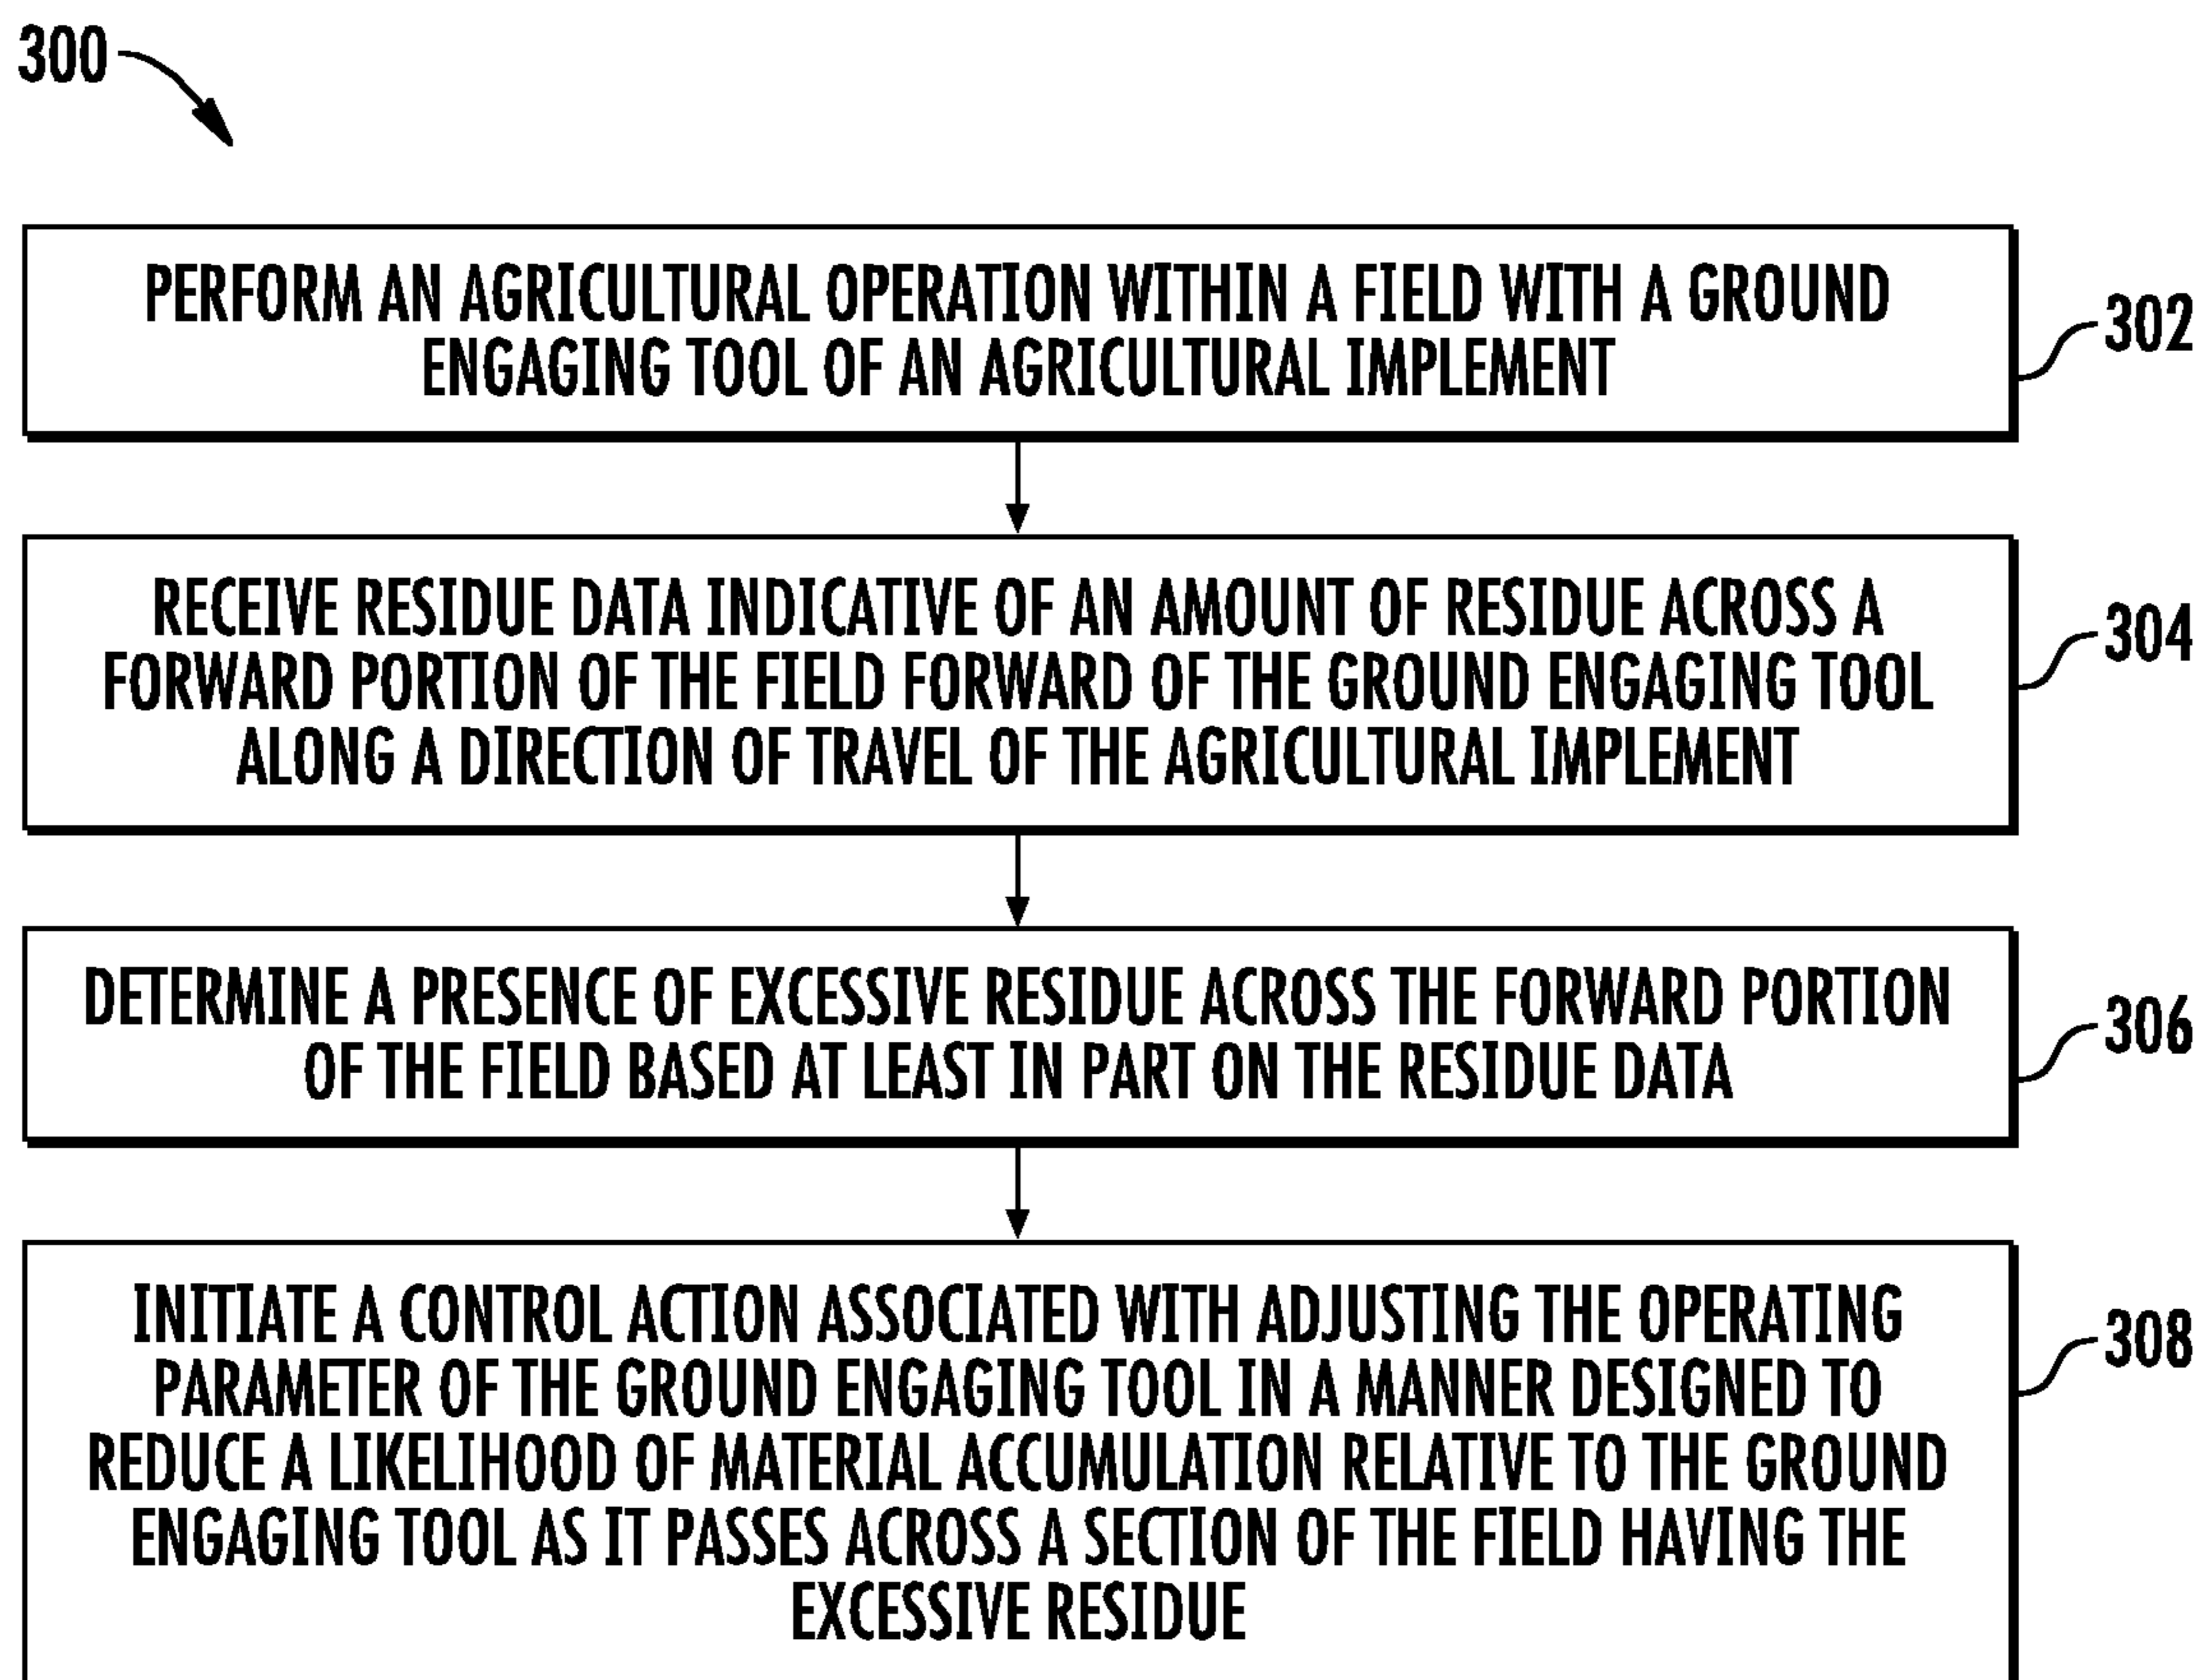 300
PERFORM AN AGRICULTURAL OPERATION WITHIN A FIELD WITH A GROUND
ENGAGING TOOL OF AN AGRICULTURAL IMPLEMENT
302
RECEIVE RESIDUE DATA INDICATIVE OF AN AMOUNT OF RESIDUE ACROSS A
FORWARD PORTION OF THE FIELD FORWARD OF THE GROUND ENGAGING TOOL
ALONG A DIRECTION OF TRAVEL OF THE AGRICULTURAL IMPLEMENT
304
DETERMINE A PRESENCE OF EXCESSIVE RESIDUE ACROSS THE FORWARD PORTION
OF THE FIELD BASED AT LEAST IN PART ON THE RESIDUE DATA
306
INITIATE A CONTROL ACTION ASSOCIATED WITH ADJUSTING THE OPERATING
PARAMETER OF THE GROUND ENGAGING TOOL IN A MANNER DESIGNED TO
REDUCE A LIKELIHOOD OF MATERIAL ACCUMULATION RELATIVE TO THE GROUND
ENGAGING TOOL AS IT PASSES ACROSS A SECTION OF THE FIELD HAVING THE
EXCESSIVE RESIDUE
308